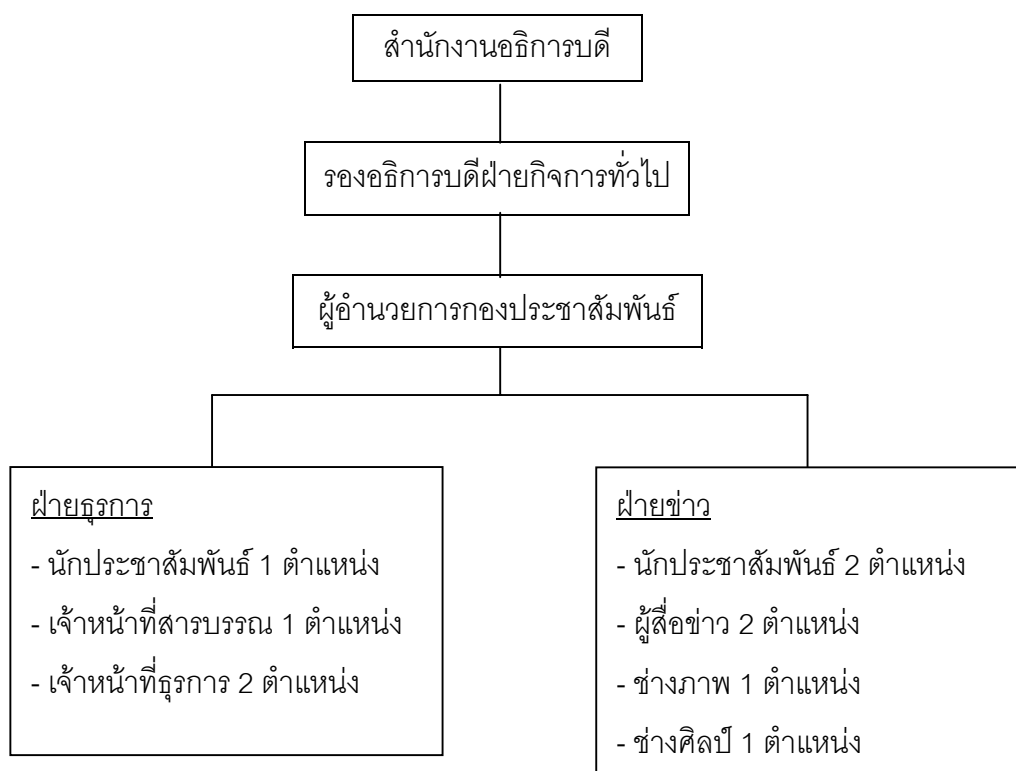 สำนักงานอธิการบดี
รองอธิการบดีฝ่ายกิจการทั่วไป
ผู้อำนวยการกองประชาสัมพันธ์
ฝ่ายธุรการ
- นักประชาสัมพันธ์ 1 ตำแหน่ง
- เจ้าหน้าที่สารบรรณ 1 ตำแหน่ง
- เจ้าหน้าที่ธุรการ 2 ตำแหน่ง
ฝ่ายข่าว
- นักประชาสัมพันธ์ 2 ตำแหน่ง
- ผู้สื่อข่าว 2 ตำแหน่ง
- ช่างภาพ 1 ตำแหน่ง
- ช่างศิลป์ 1 ตำแหน่ง